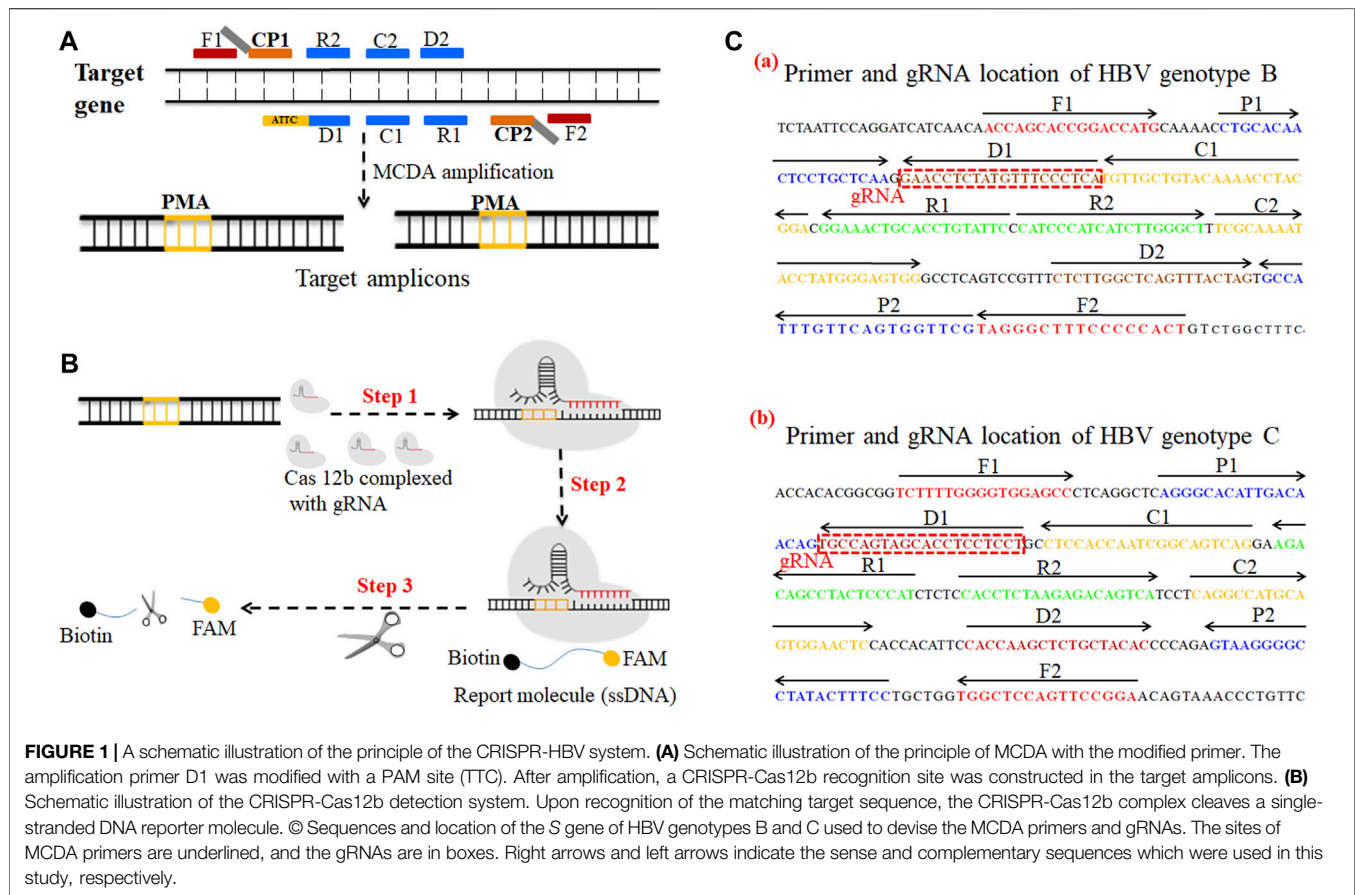 A
F1 CP1 R2 C2 D2
Target
gene
ATTC
D1 C1 R1 CP2 F2
MCDA amplification
PMA PMA
Target amplicons
B
Step 1
Cas 12b complexed
with gRNA
Step 2
Step 3
Biotin FAM
Biotin FAM
Report molecule (ssDNA)
C
(a)
Primer and gRNA location of HBV genotype B
F1 P1
TCTAATTCCAGGATCATCAACAACCAGCACCGGACCATGCAAAACCTGCACAA
D1 C1
CTCCTGCTCAAGGAACCTCTATGTTTCCCTCATGTTGCTGTACAAAACCTAC
gRNA
R1 R2 C2
GGACGGAAACTGCACCTGTATTCCCATCCCATCATCTTGGGCTTTCGCAAAAT
D2
ACCTATGGGAGTGGGCCTCAGTCCGTTTCTCTTGGCTCAGTTTACTAGTGCCA
P2 F2
TTTGTTCAGTGGTTCGTAGGGCTTTCCCCCACTGTCTGGCTTTC.
(b)
Primer and gRNA location of HBV genotype C
F1 P1
ACCACACGGCGGTCTTTTGGGGTGGAGCCCTCAGGCTCAGGGCACATTGACA
D1 C1
ACAGTGCCAGTAGCACCTCCTCCTGCCTCCACCAATCGGCAGTCAGGAAGA
gRNA
R1 R2 C2
CAGCCTACTCCCATCTCTCCACCTCTAAGAGACAGTCATCCTCAGGCCATGCA
D2 P2
GTGGAACTCCACCACATTCCACCAAGCTCTGCTACACCCCAGAGTAAGGGGC
F2
CTATACTTTCCTGCTGGTGGCTCCAGTTCCGGAACAGTAAACCCTGTTC
FIGURE 1 | A schematic illustration of the principle of the CRISPR-HBV system. (A) Schematic illustration of the principle of MCDA with the modified primer. The
amplification primer D1 was modified with a PAM site (TTC). After amplification, a CRISPR-Cas12b recognition site was constructed in the target amplicons. (B)
Schematic illustration of the CRISPR-Cas12b detection system. Upon recognition of the matching target sequence, the CRISPR-Cas12b complex cleaves a single-
stranded DNA reporter molecule. © Sequences and location of the S gene of HBV genotypes B and C used to devise the MCDA primers and gRNAs. The sites of
MCDA primers are underlined, and the gRNAs are in boxes. Right arrows and left arrows indicate the sense and complementary sequences which were used in this
study, respectively.